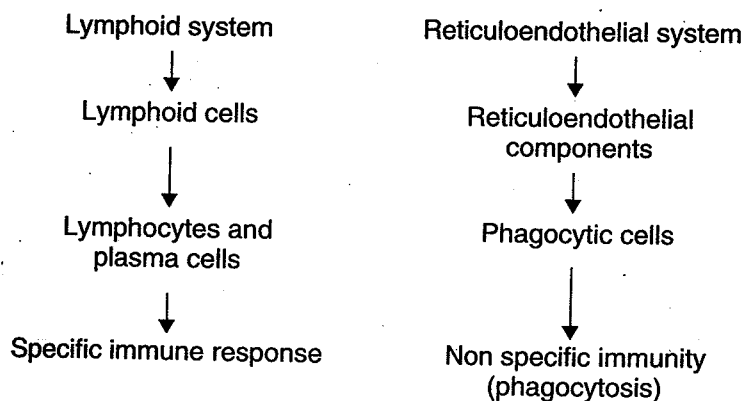 Lymphoid system
Lymphoid cells
Lymphocytes and
plasma cells
Specific immune response
Reticuloendothelial system
Reticuloendothelial
components
Phagocytic cells
Non specific immunity
(phagocytosis)